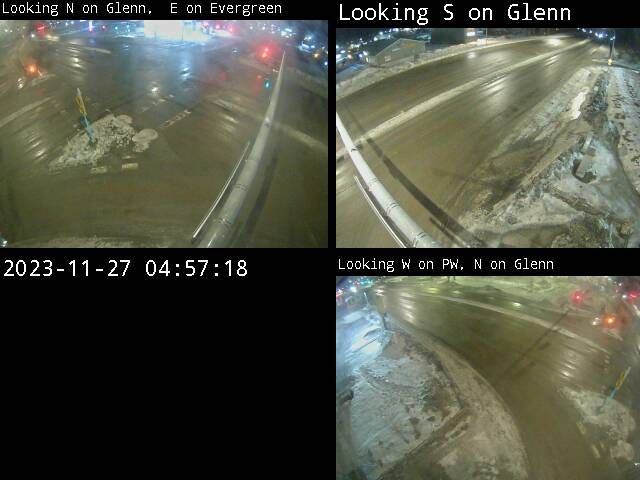 Looking N on Glenn, E on Evergreen
Looking S on Glenn
2023-11-27 04:57:18
Looking W on PW, N on Glenn